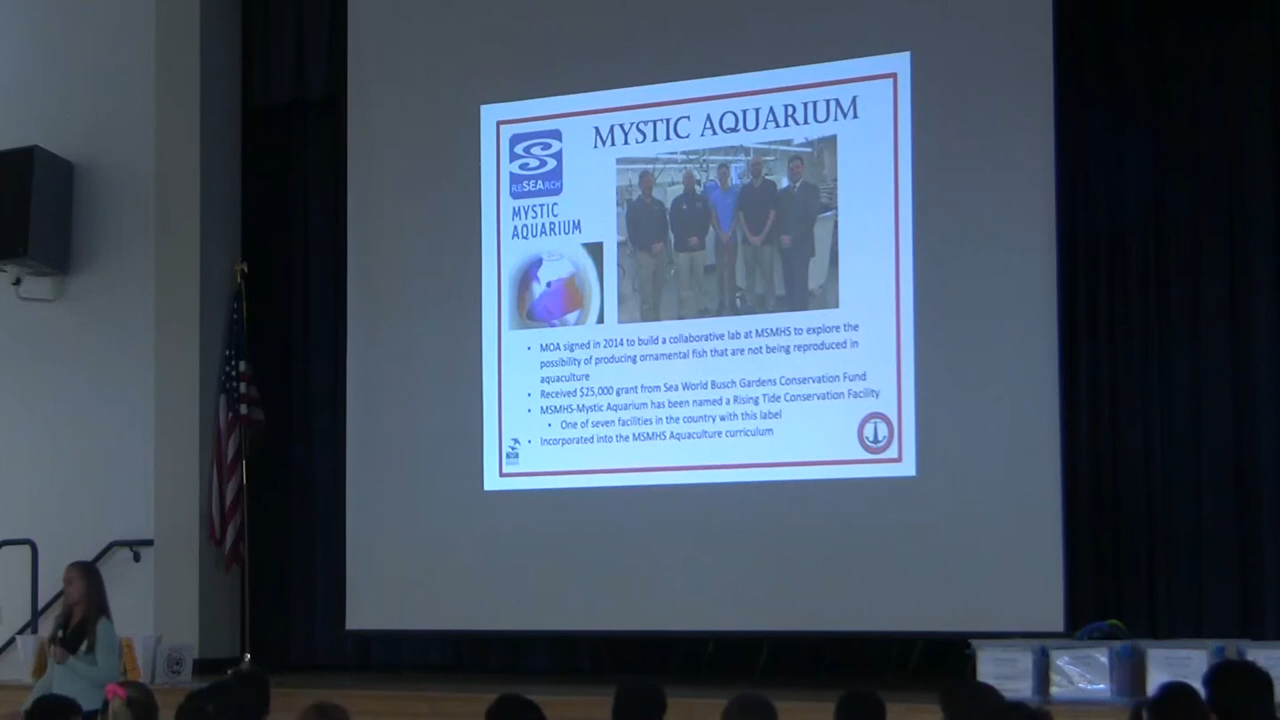 MYSTIC AQUARIUM
RESEARCH
MYSTIC
AQUARIUM
• MOA signed in 2014 to build a collaborative lab at MSMHS to explore the
possibility of producing ornamental fish that are not being reproduced in
aquaculture
• Received $25,000 grant from Sea World Busch Gardens Conservation Fund
• MSMHS-Mystic Aquarium has been named a Rising Tide Conservation Facility
• One of seven facilities in the country with this label
• Incorporated into the MSMHS Aquaculture curriculum